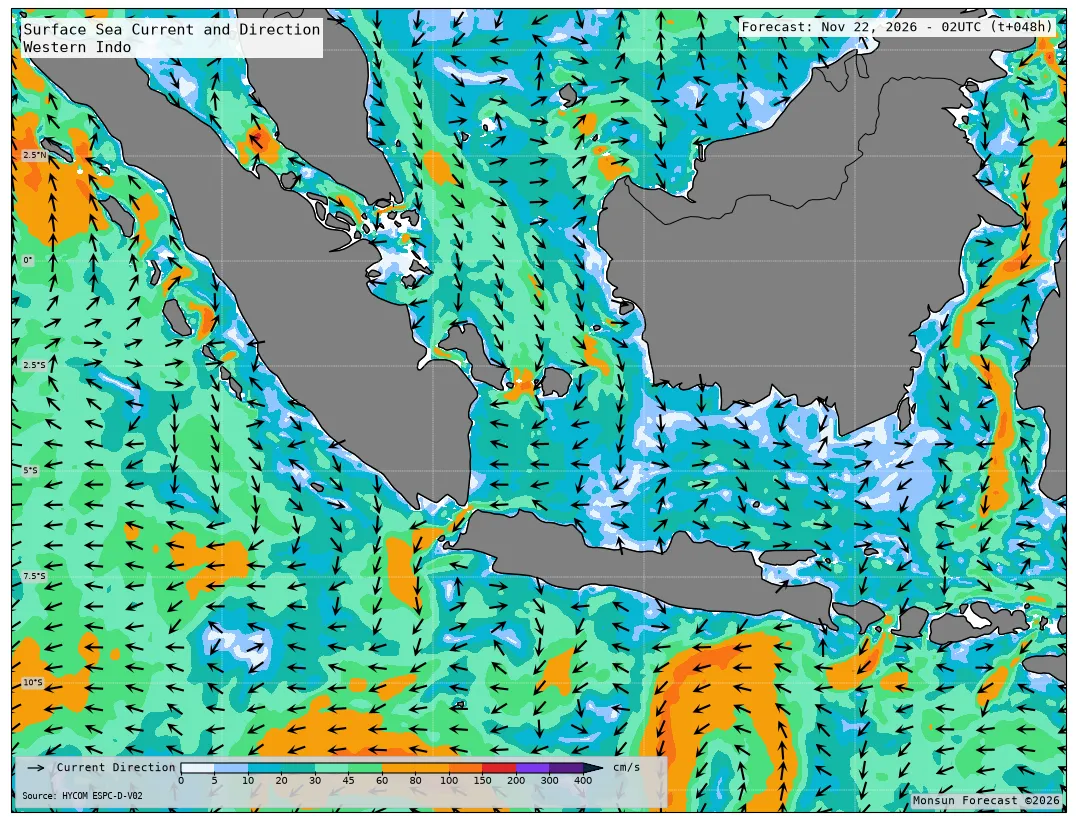 Surface Sea Current and Direction
Western Indo
Forecast: Nov 22, 2026 - 02UTC (t+048h)
2.5°N
0°
2.5°S
5°S
7.5°S
10°S
Current Direction
0 5 10 20 30 45 60 80 100 150 200 300 400 cm/s
Source: HYCOM ESPC-D-V02
Monsun Forecast ©2026